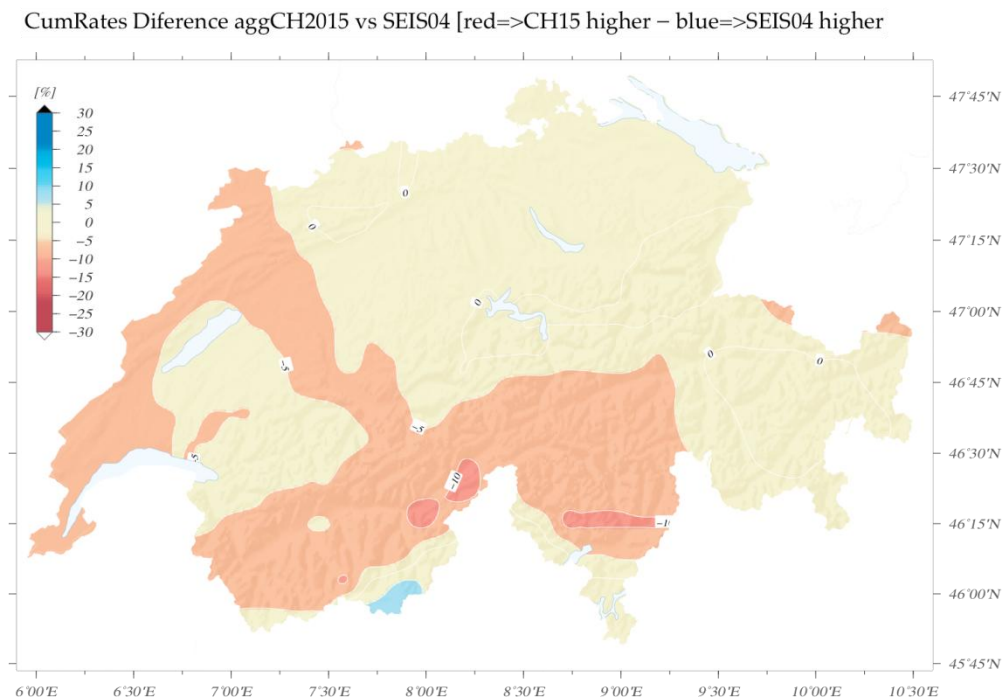 CumRates Diference aggCH2015 vs SEIS04 [red=>CH15 higher – blue=>SEIS04 higher
[%]
30
25
20
15
10
5
0
−5
−10
−15
−20
−25
−30
47°45'N
47°30'N
47°15'N
47°00'N
46°45'N
46°30'N
46°15'N
46°00'N
45°45'N
0
0
0
0
0
−5
−5
5
−10
−1
6°00'E
6°30'E
7°00'E
7°30'E
8°00'E
8°30'E
9°00'E
9°30'E
10°00'E
10°30'E